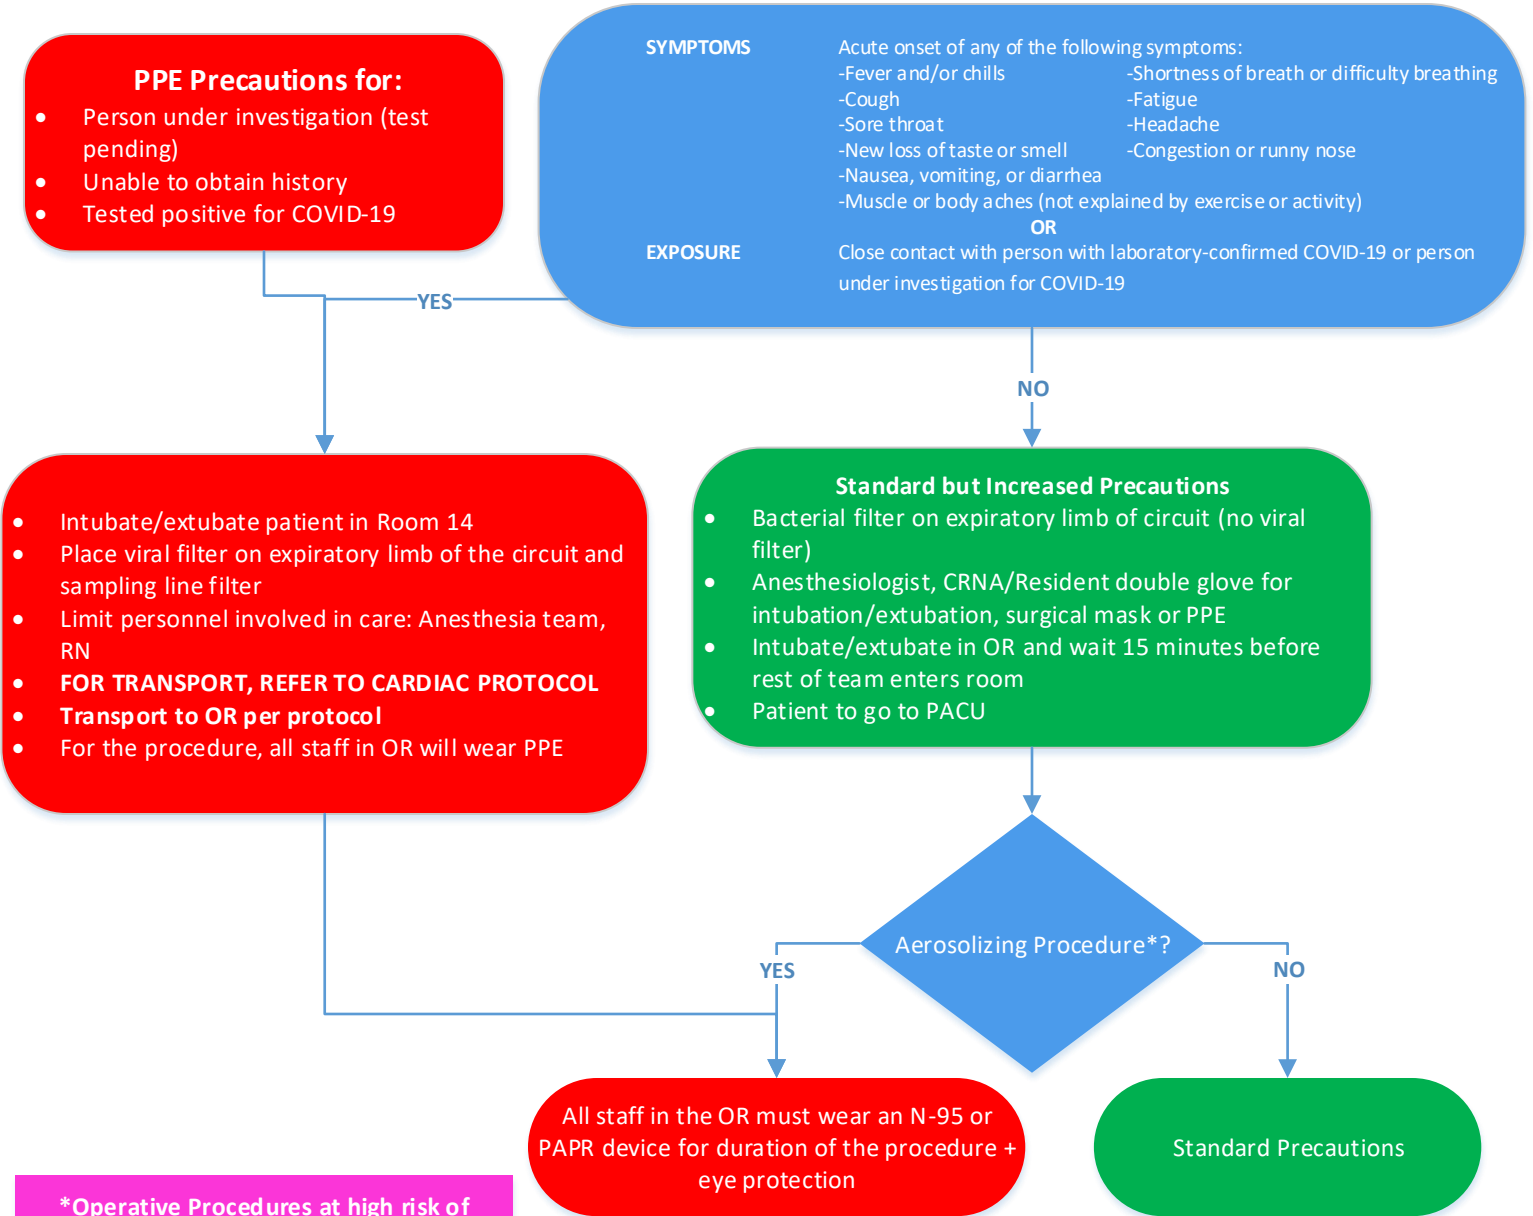 PPE Precautions for:
• Person under investigation (test
pending)
• Unable to obtain history
• Tested positive for COVID-19
SYMPTOMS Acute onset of any of the following symptoms:
-Fever and/or chills -Shortness of breath or difficulty breathing
-Cough -Fatigue
-Sore throat -Headache
-New loss of taste or smell -Congestion or runny nose
-Nausea, vomiting, or diarrhea
-Muscle or body aches (not explained by exercise or activity)
OR
EXPOSURE Close contact with person with laboratory-confirmed COVID-19 or person
under investigation for COVID-19
YES
NO
• Intubate/extubate patient in Room 14
• Place viral filter on expiratory limb of the circuit and
sampling line filter
• Limit personnel involved in care: Anesthesia team,
RN
• FOR TRANSPORT, REFER TO CARDIAC PROTOCOL
• Transport to OR per protocol
• For the procedure, all staff in OR will wear PPE
Standard but Increased Precautions
• Bacterial filter on expiratory limb of circuit (no viral
filter)
• Anesthesiologist, CRNA/Resident double glove for
intubation/extubation, surgical mask or PPE
• Intubate/extubate in OR and wait 15 minutes before
rest of team enters room
• Patient to go to PACU
Aerosolizing Procedure*?
YES
NO
All staff in the OR must wear an N-95 or
PAPR device for duration of the procedure +
eye protection
Standard Precautions
*Operative Procedures at high risk of